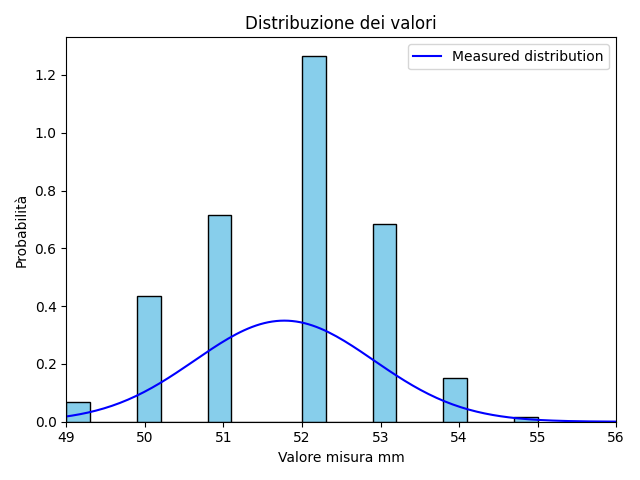 Distribuzione dei valori
Measured distribution
Probabilità
1.2
1.0
0.8
0.6
0.4
0.2
0.0
49 50 51 52 53 54 55 56
Valore misura mm